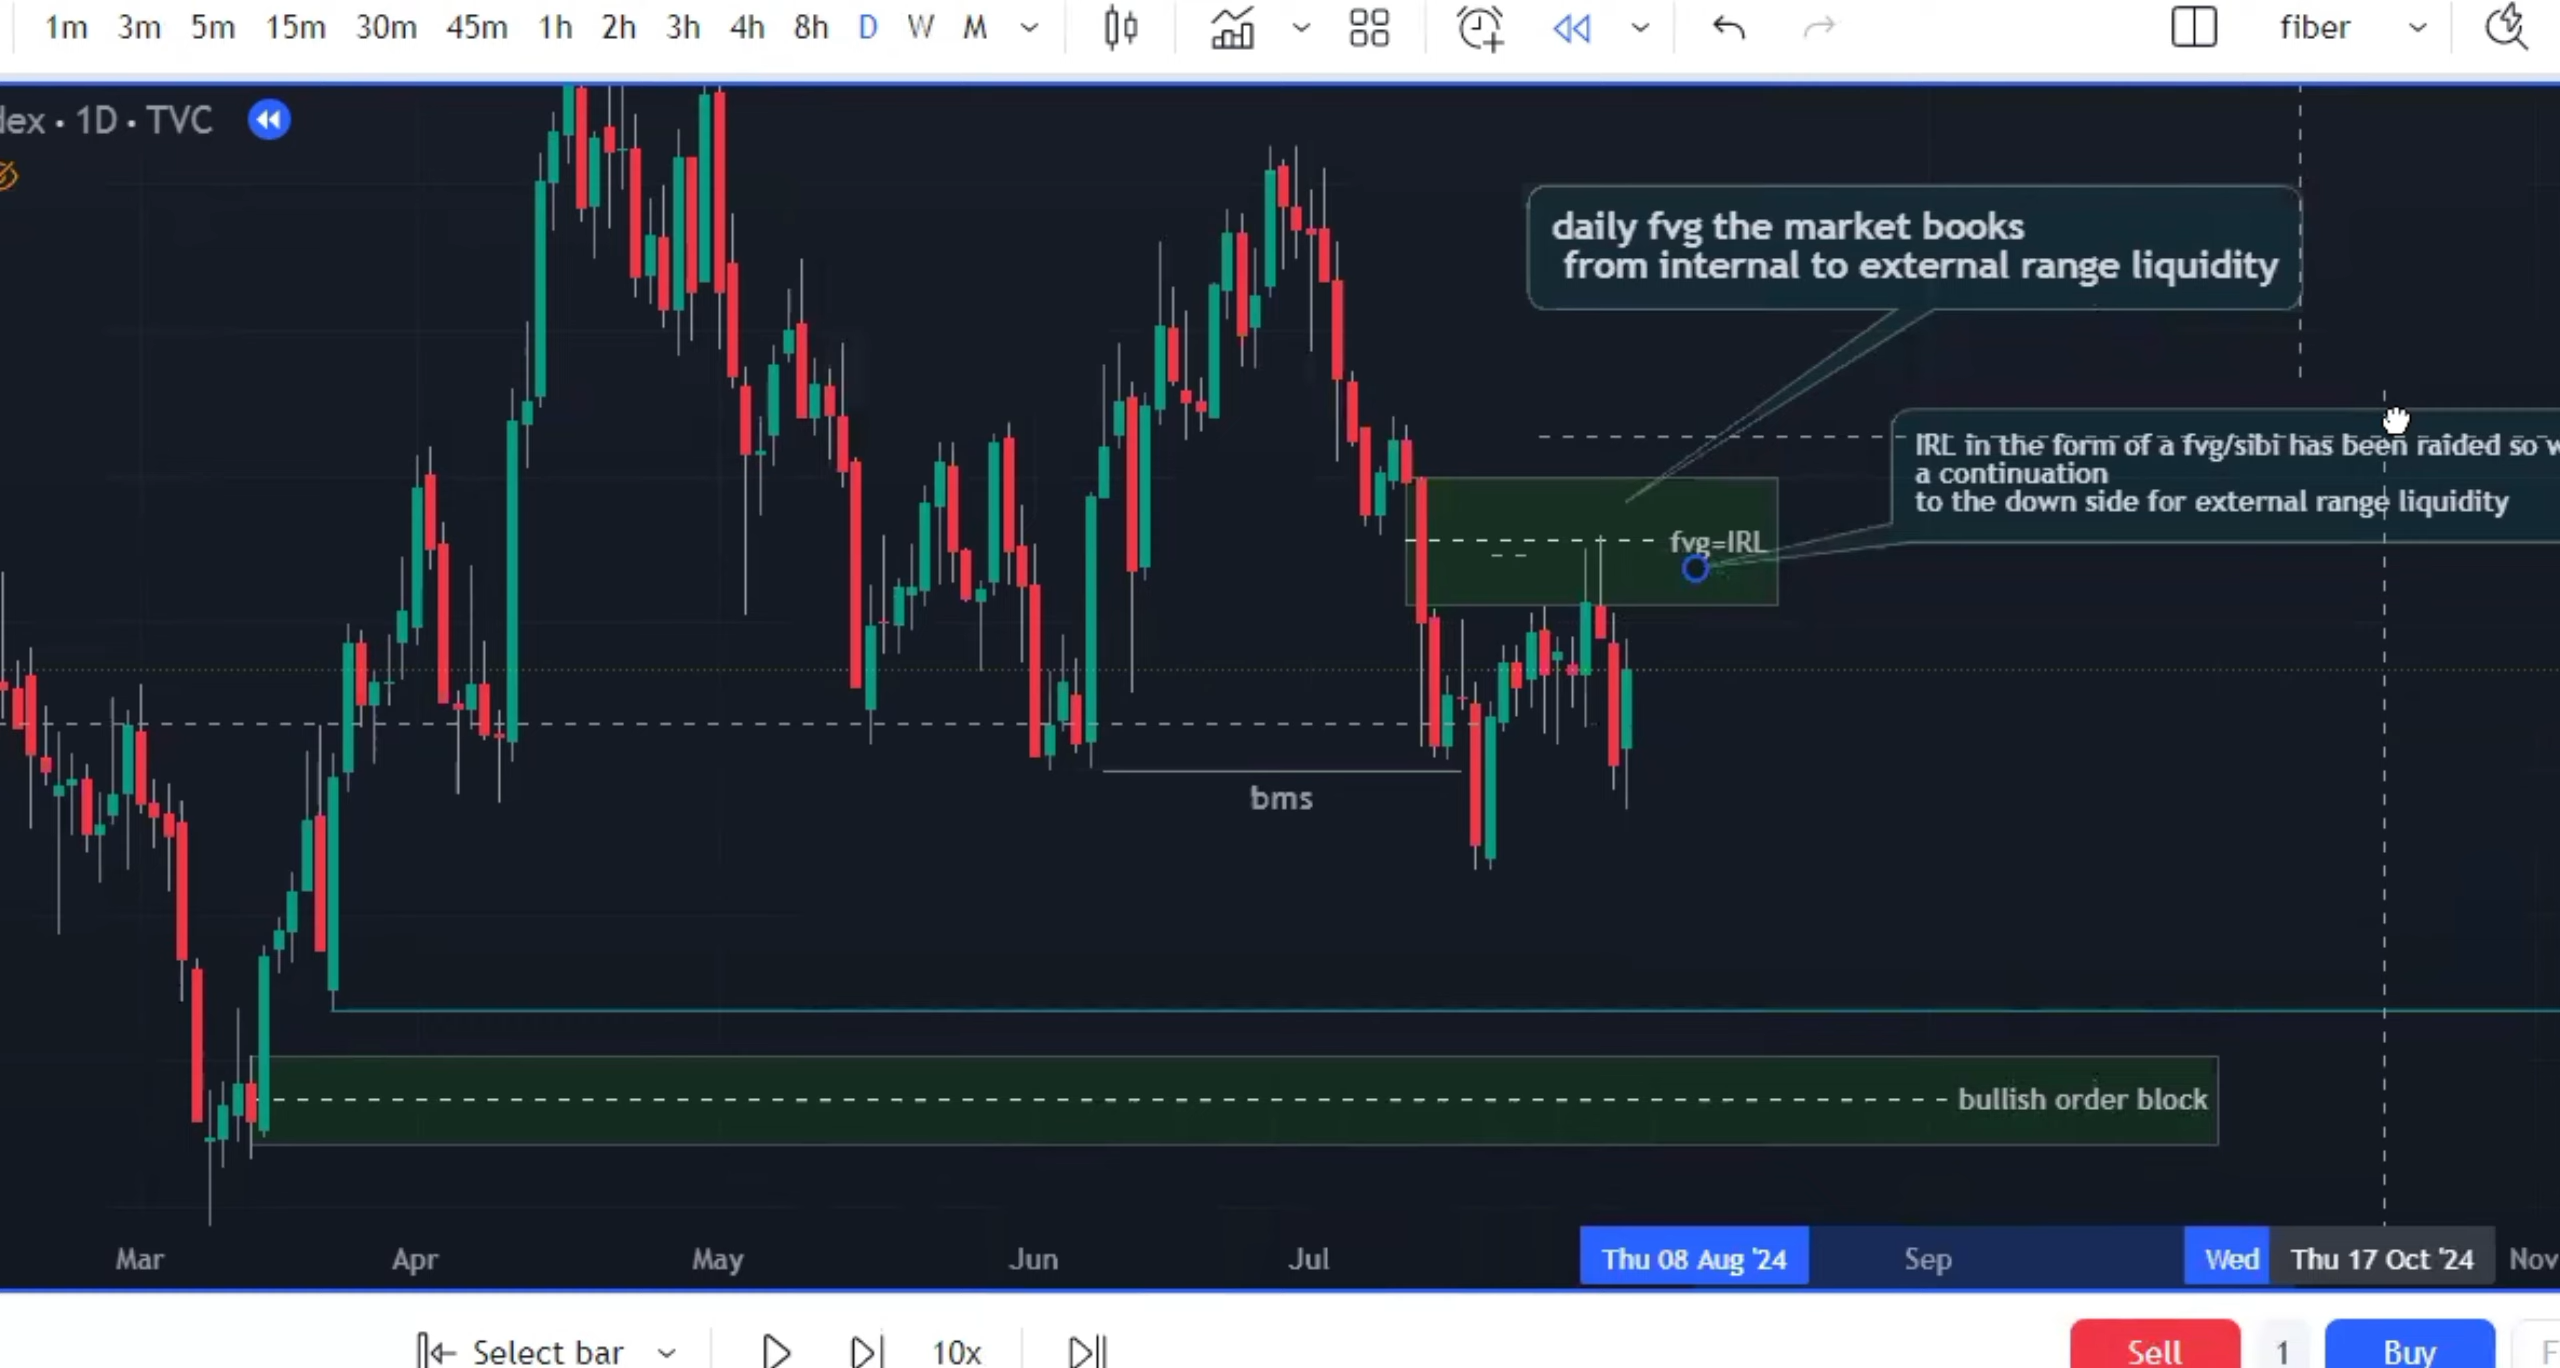 1m 3m 5m 15m 30m 45m 1h 2h 3h 4h 8h D W M fiber
dex · 1D · TVC
daily fvg the market books
from internal to external range liquidity
IRL in the form of a fvg/sibi has been raided so w
a continuation
to the down side for external range liquidity
fvg=IRL
bms
bullish order block
Mar Apr May Jun Jul Thu 08 Aug '24 Sep Wed Thu 17 Oct '24 Nov
Select bar 10x Sell 1 Buy